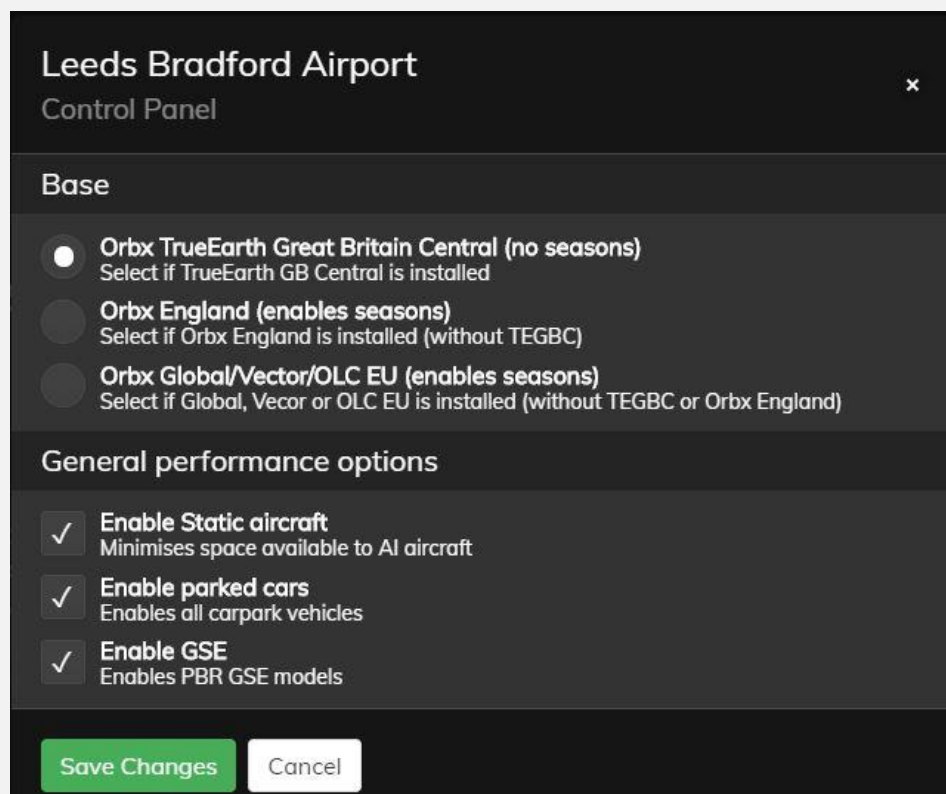 Leeds Bradford Airport
Control Panel
Base
Orbx TrueEarth Great Britain Central (no seasons)
Select if TrueEarth GB Central is installed
Orbx England (enables seasons)
Select if Orbx England is installed (without TEGBC)
Orbx Global/Vector/OLC EU (enables seasons)
Select if Global, Vecor or OLC EU is installed (without TEGBC or Orbx England)
General performance options
Enable Static aircraft
Minimises space available to AI aircraft
Enable parked cars
Enables all carpark vehicles
Enable GSE
Enables PBR GSE models
Save Changes Cancel